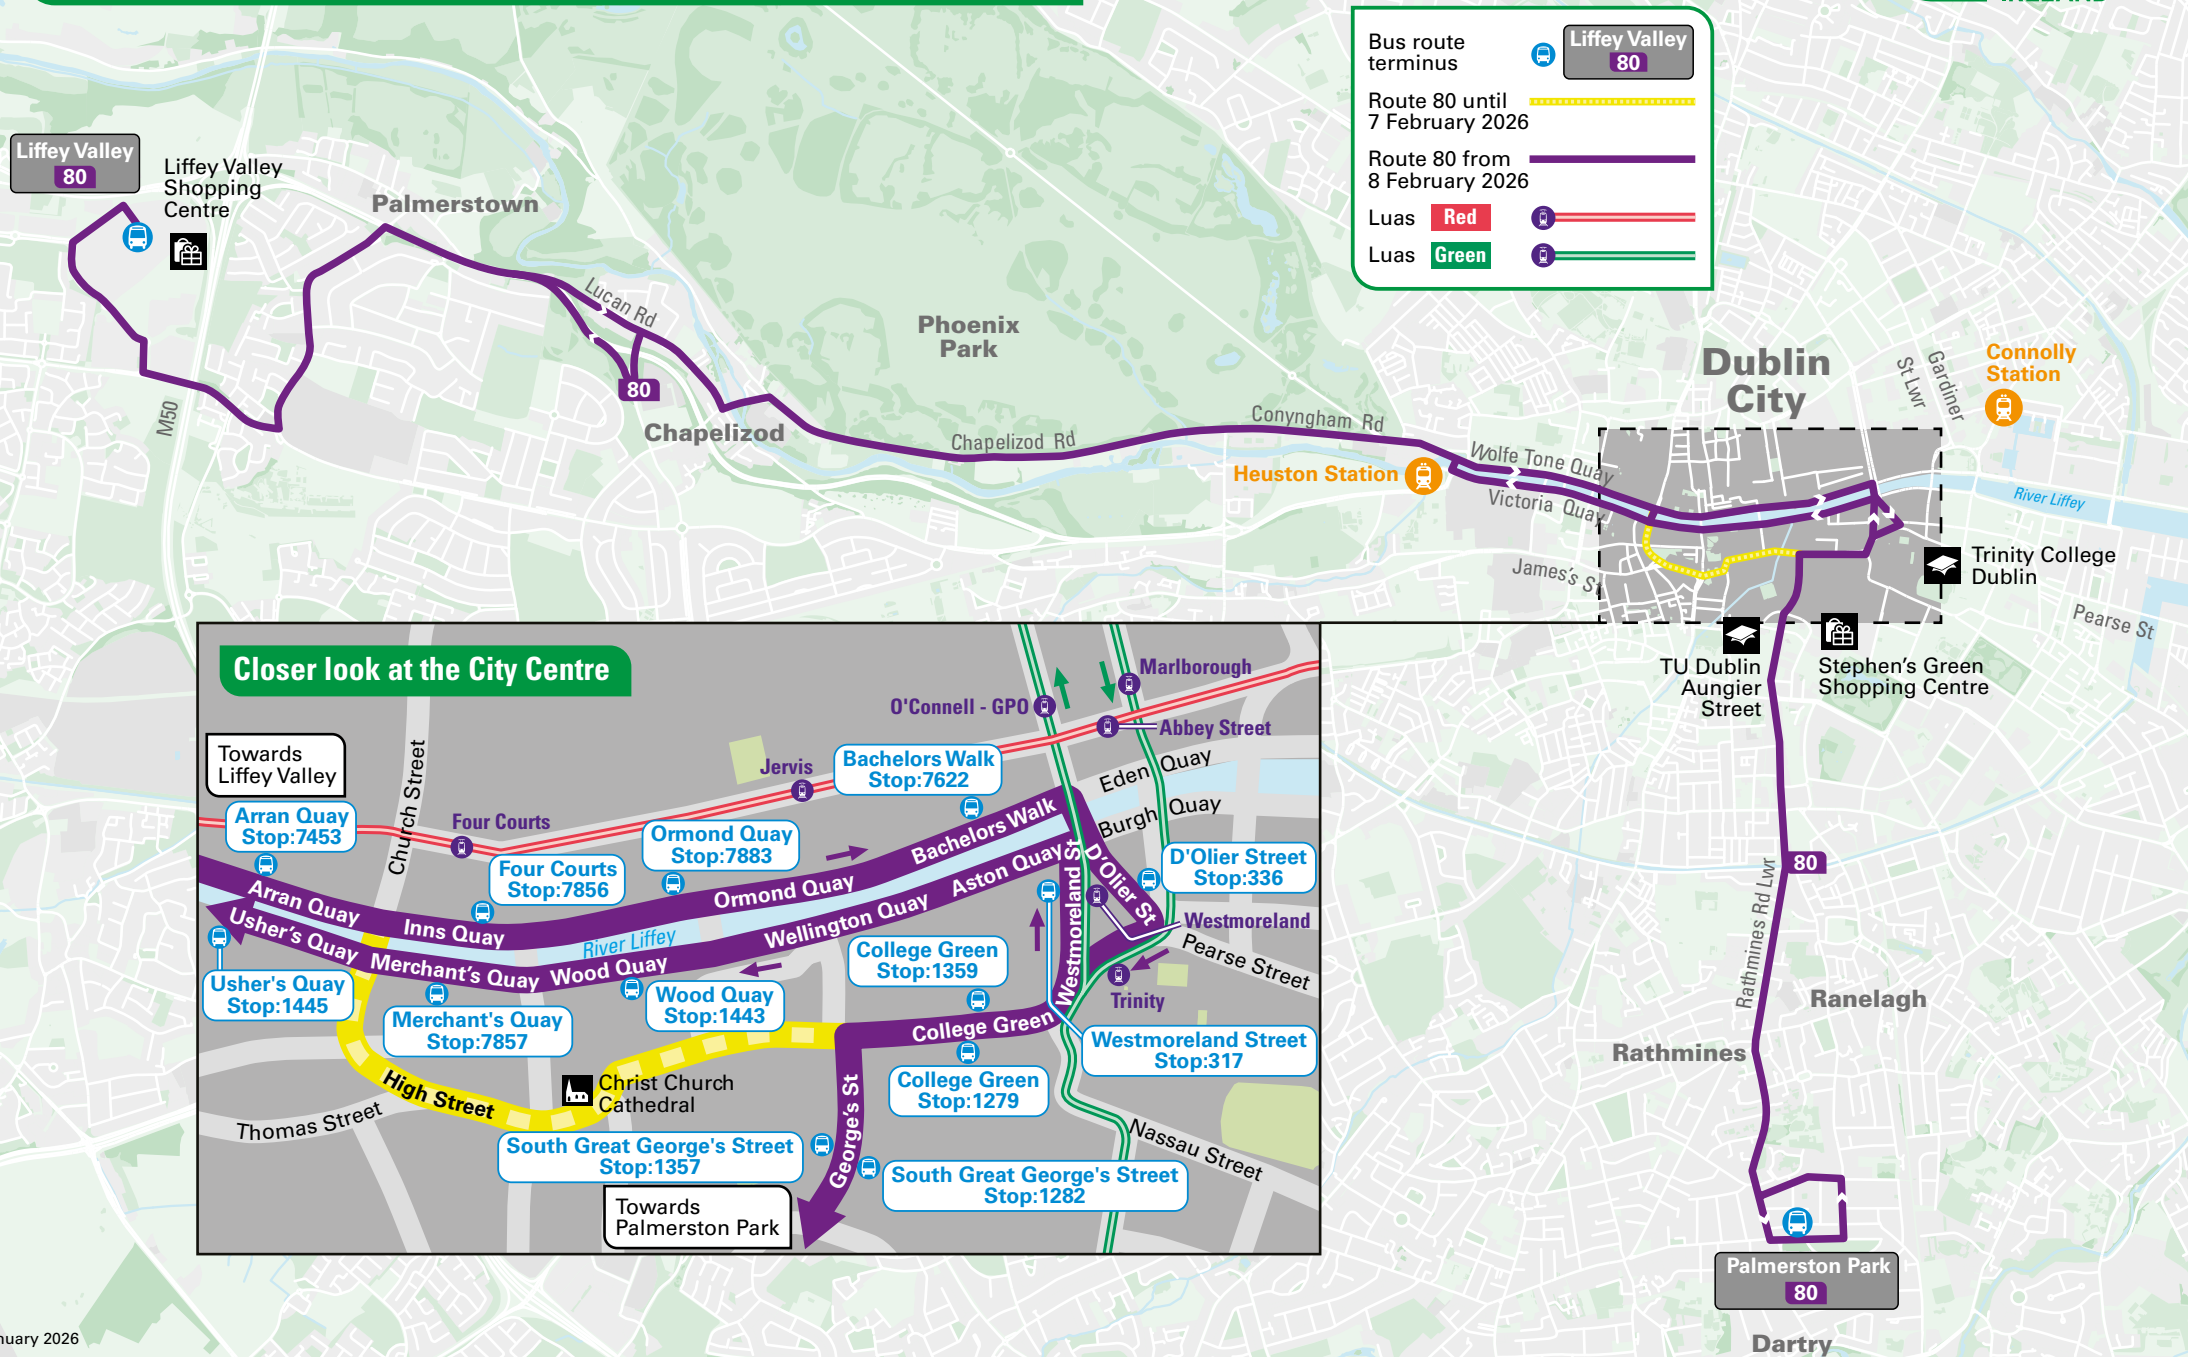 Bus route
terminus
Liffey Valley
80
Route 80 until
7 February 2026
Route 80 from
8 February 2026
Luas Red
Luas Green
Liffey Valley
80
Liffey Valley
Shopping
Centre
Palmerstown
Lucan Rd
M50
80
Chapelizod
Phoenix
Park
Chapelizod Rd
Conyngham Rd
Heuston Station
Wolfe Tone Quay
Victoria Quay
James's St
Dublin
City
Gardiner
St Lwr
Connolly
Station
River Liffey
Trinity College
Dublin
Pearse St
TU Dublin
Aungier
Street
Stephen's Green
Shopping Centre
80
Rathmines Rd Lwr
Ranelagh
Rathmines
Palmerston Park
80
Dartry
Closer look at the City Centre
Towards
Liffey Valley
Church Street
Marlborough
O'Connell - GPO
Abbey Street
Eden Quay
Burgh Quay
Jervis
Bachelors Walk
Stop:7622
Arran Quay
Stop:7453
Four Courts
Four Courts
Stop:7856
Ormond Quay
Stop:7883
Bachelors Walk
Ormond Quay
Inns Quay
Arran Quay
Usher's Quay
Merchant's Quay
Wood Quay
Wellington Quay
Aston Quay
River Liffey
Westmoreland St
D'Olier St
D'Olier Street
Stop:336
Westmoreland
Pearse Street
Trinity
College Green
Stop:1359
Usher's Quay
Stop:1445
Merchant's Quay
Stop:7857
Wood Quay
Stop:1443
College Green
Westmoreland Street
Stop:317
College Green
Stop:1279
High Street
Thomas Street
Christ Church
Cathedral
George's St
Nassau Street
South Great George's Street
Stop:1357
South Great George's Street
Stop:1282
Towards
Palmerston Park
2026